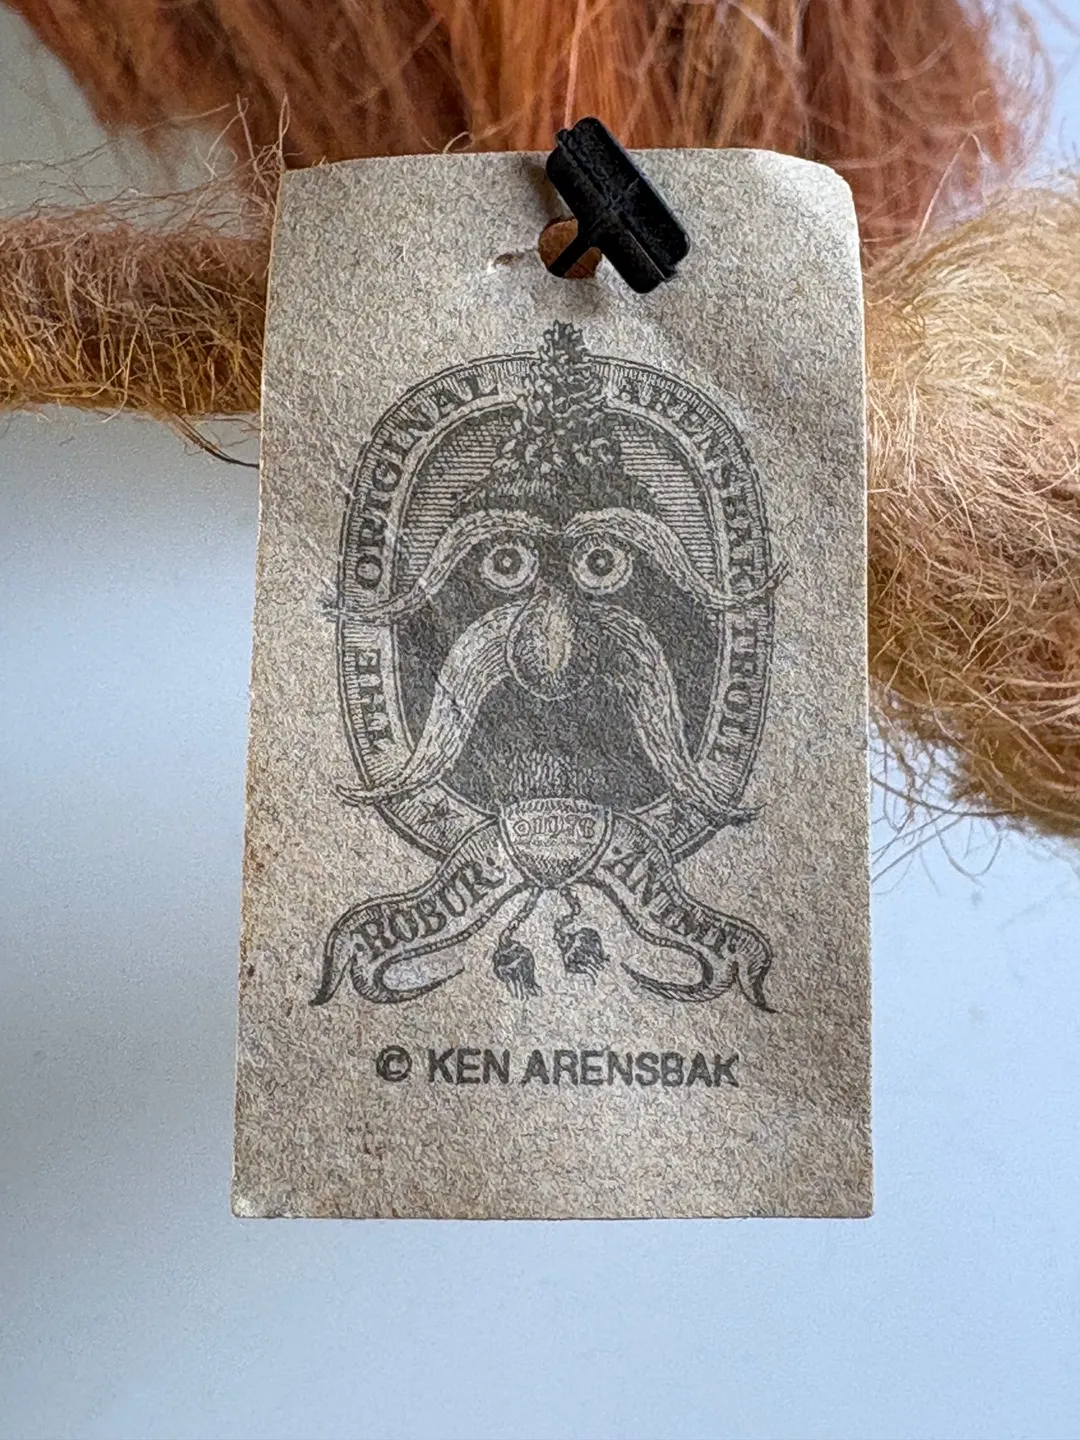 THE ORIGINAL ARENSBAK TROLL
ROBUR ANIMI
© KEN ARENSBAK